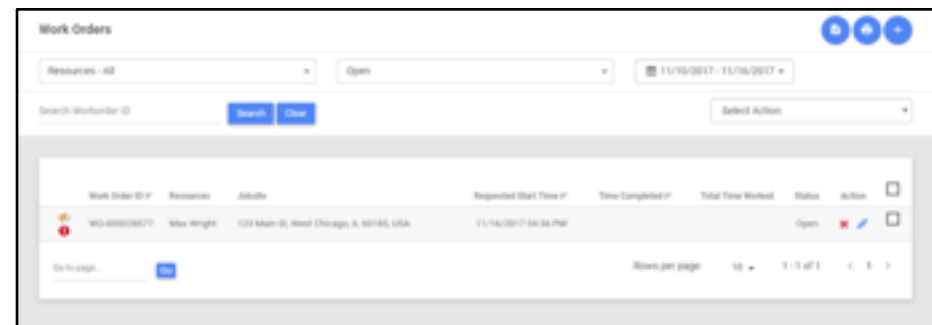 Work Orders
Resources - All Open 11/10/2017 - 11/16/2017
Search Workorder ID Search Clear Select Action
Work Order ID Resources Jobsite Requested Start Time Time Completed Total Time Worked Status Action
WO-000028577 Max Wright 123 Main St, West Chicago, IL 60185, USA 11/16/2017 04:36 PM Open
Go to page... Go Rows per page: 10 1 - 1 of 1 < 1 >